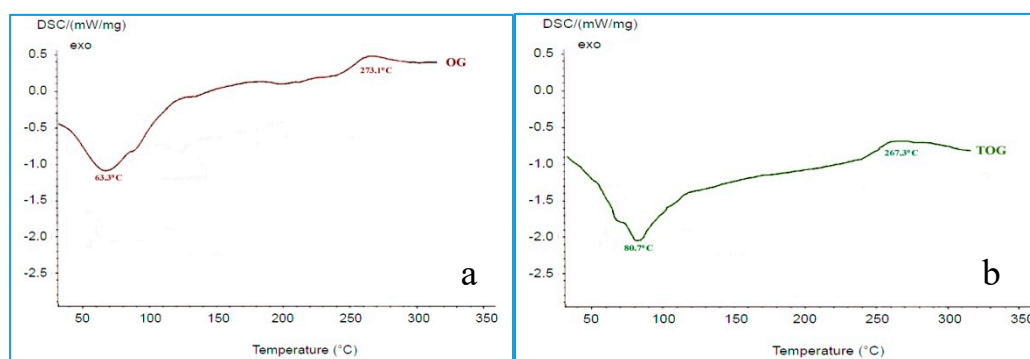 DSC/(mW/mg)
exo
0.5
0.0
-0.5
-1.0
-1.5
-2.0
-2.5
273.1°C
OG
63.3°C
a
50 100 150 200 250 300 350
Temperature (°C)
DSC/(mW/mg)
exo
0.5
0.0
-0.5
-1.0
-1.5
-2.0
-2.5
267.3°C
TOG
80.7°C
b
50 100 150 200 250 300 350
Temperature (°C)